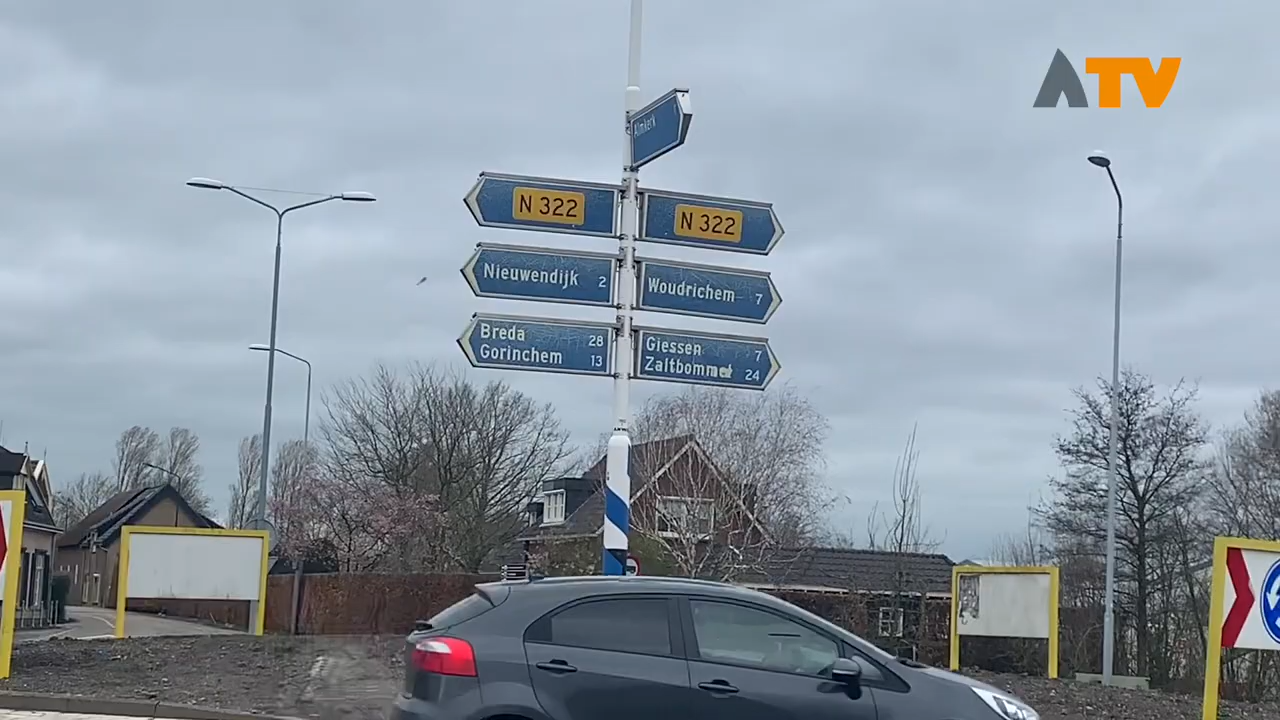 ATV
Almkerk
N 322
N 322
Nieuwendijk 2
Woudrichem 7
Breda 28
Gorinchem 13
Giessen 7
Zaltbommel 24